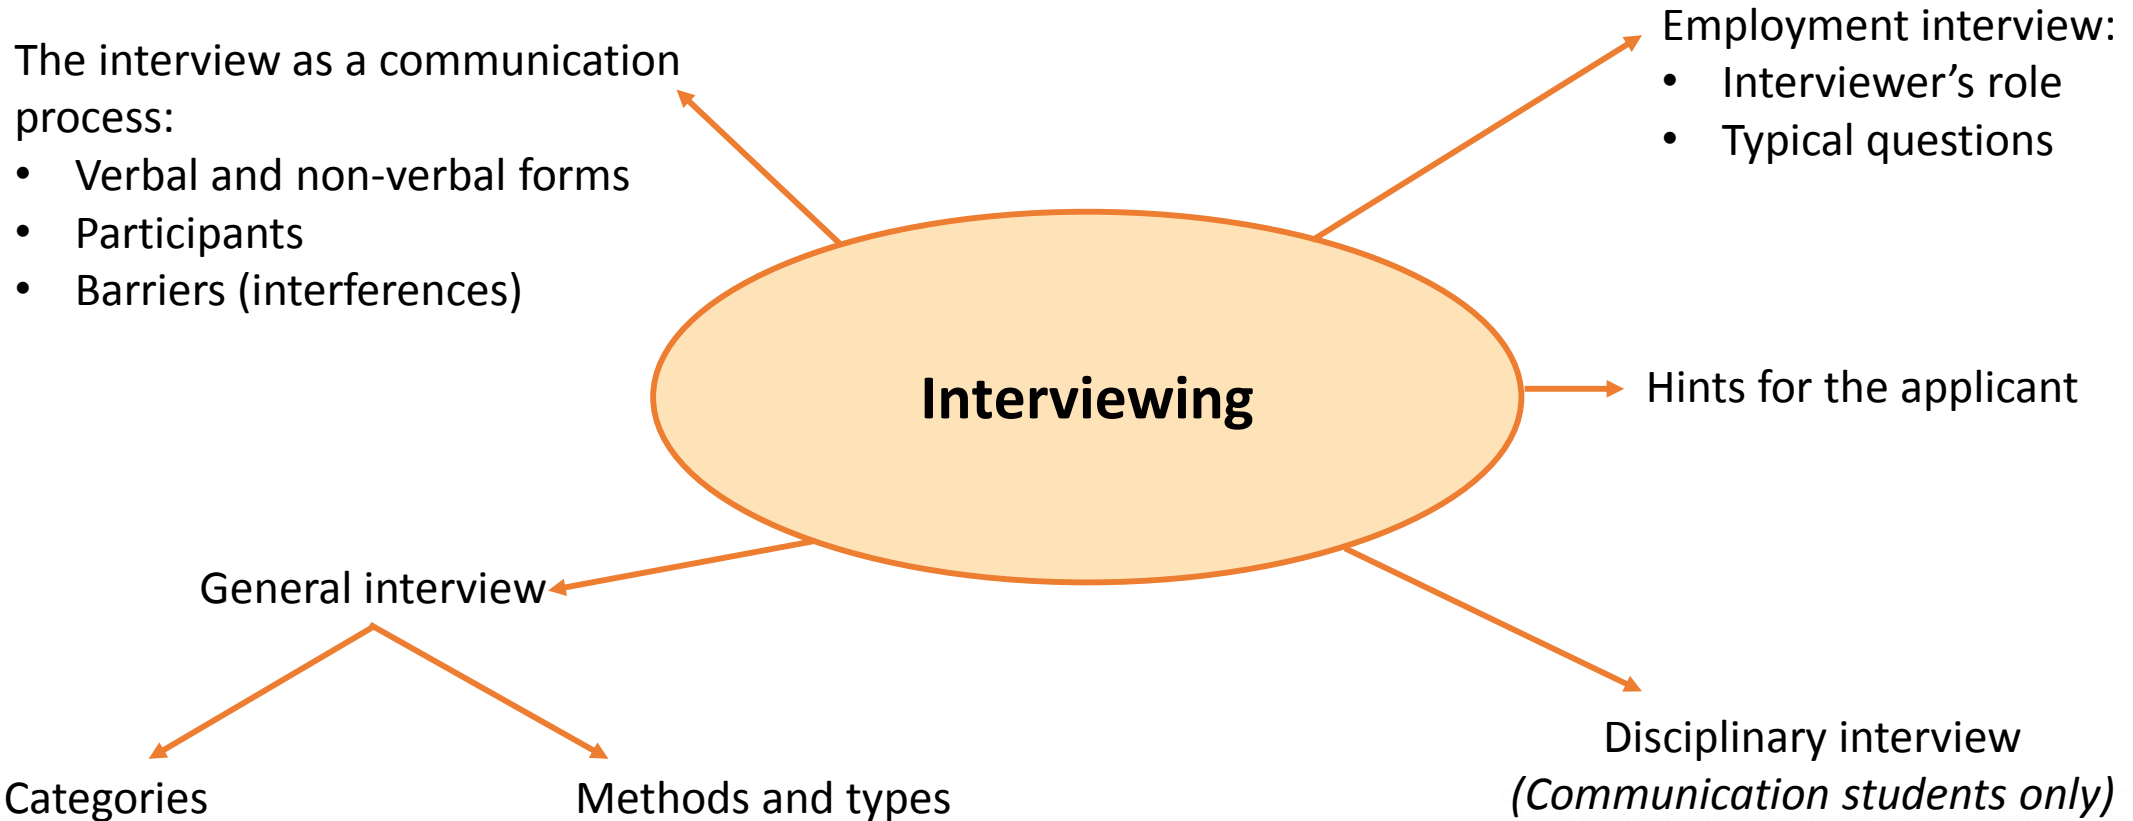 The interview as a communication
process:
• Verbal and non-verbal forms
• Participants
• Barriers (interferences)
Employment interview:
• Interviewer’s role
• Typical questions
Interviewing
Hints for the applicant
General interview
Categories
Methods and types
Disciplinary interview
(Communication students only)